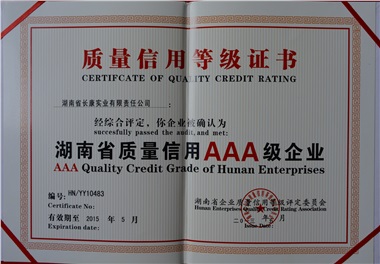 质量信用等级证书
CERTIFCATE OF QUALITY CREDIT RATING
湖南省长康实业有限责任公司 :
经综合评定，你企业被确认为
succesfully passed the audit,and met:
湖南省质量信用AAA级企业
AAA Quality Credit Grade of Hunan Enterprises
编号: HN/YY10483
Certificate No:
有效期至 2015 年 5 月
Expiration date:
湖南省企业质量信用等级评定委员会
Hunan Enterprises Quality Credit Rating Association
Issue Date: